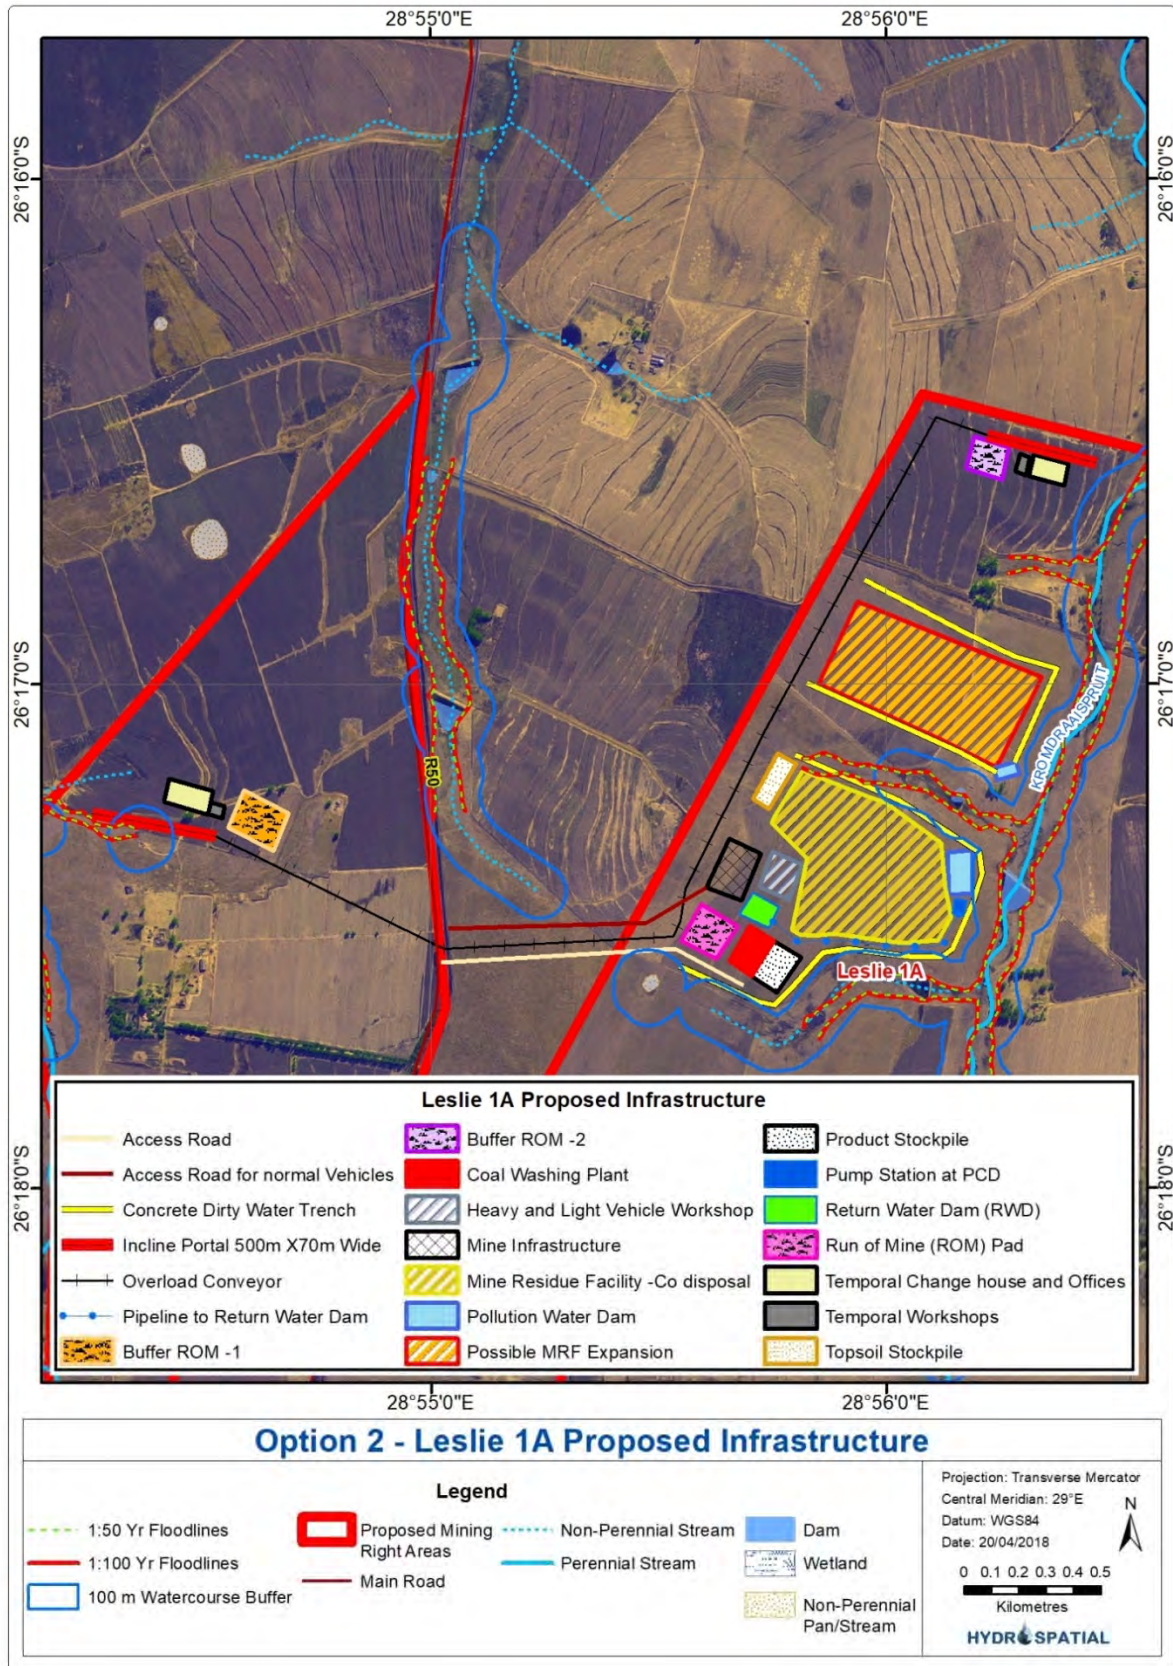 28°55'0"E
28°56'0"E
26°16'0"S
26°16'0"S
26°17'0"S
26°17'0"S
KROMDRAAISPRUIT
R50
Leslie 1A
26°18'0"S
26°18'0"S
Leslie 1A Proposed Infrastructure
Access Road
Access Road for normal Vehicles
Concrete Dirty Water Trench
Incline Portal 500m X70m Wide
Overload Conveyor
Pipeline to Return Water Dam
Buffer ROM -1
Buffer ROM -2
Coal Washing Plant
Heavy and Light Vehicle Workshop
Mine Infrastructure
Mine Residue Facility -Co disposal
Pollution Water Dam
Possible MRF Expansion
Product Stockpile
Pump Station at PCD
Return Water Dam (RWD)
Run of Mine (ROM) Pad
Temporal Change house and Offices
Temporal Workshops
Topsoil Stockpile
28°55'0"E
28°56'0"E
Option 2 - Leslie 1A Proposed Infrastructure
Legend
1:50 Yr Floodlines
1:100 Yr Floodlines
100 m Watercourse Buffer
Proposed Mining
Right Areas
Main Road
Non-Perennial Stream
Perennial Stream
Dam
Wetland
Non-Perennial
Pan/Stream
Projection: Transverse Mercator
Central Meridian: 29°E
Datum: WGS84
Date: 20/04/2018
N
0 0.1 0.2 0.3 0.4 0.5
Kilometres
HYDROSPATIAL